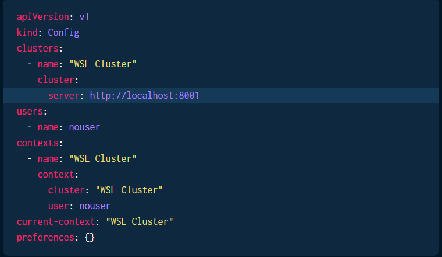 apiVersion: v1
kind: Config
clusters:
  - name: "WSL Cluster"
    cluster:
      server: http://localhost:8001
users:
  - name: nouser
contexts:
  - name: "WSL Cluster"
    context:
      cluster: "WSL Cluster"
      user: nouser
current-context: "WSL Cluster"
preferences: {}